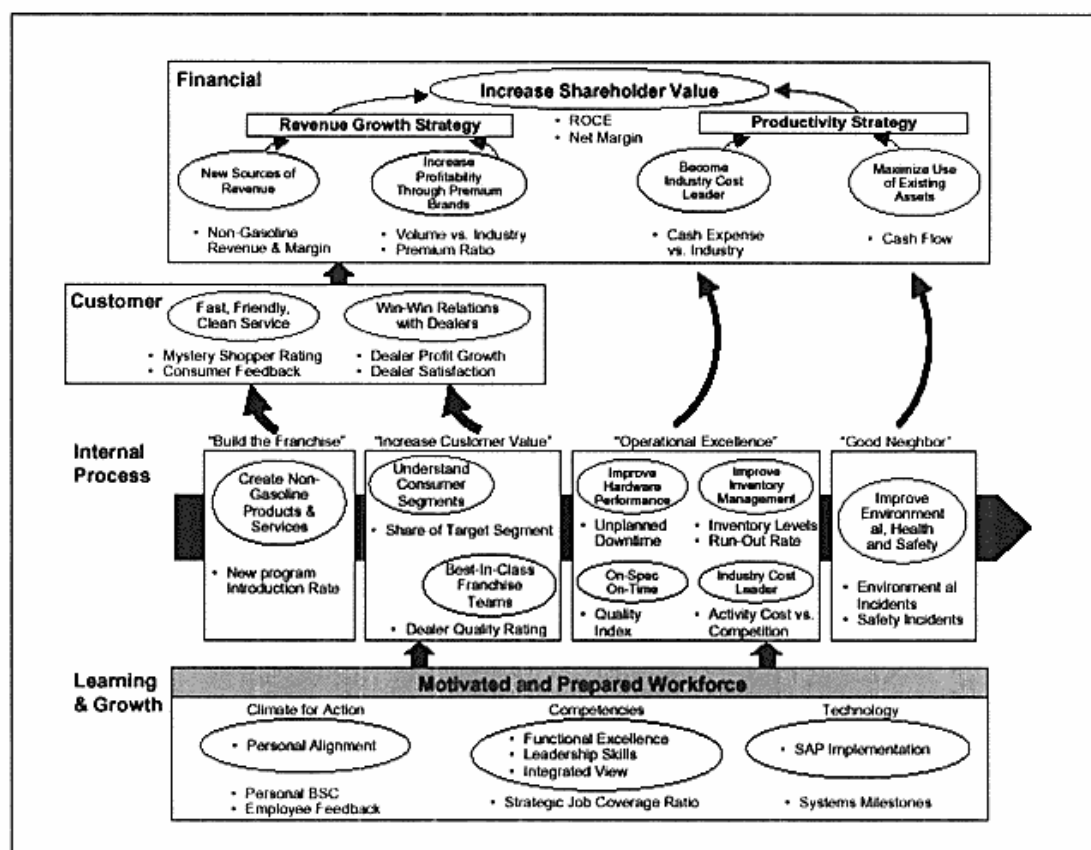 Financial
Increase Shareholder Value
• ROCE
• Net Margin
Revenue Growth Strategy
Productivity Strategy
New Sources of
Revenue
Increase
Profitability
Through Premium
Brands
Become
Industry Cost
Leader
Maximize Use
of Existing
Assets
• Non-Gasoline
Revenue & Margin
• Volume vs. Industry
• Premium Ratio
• Cash Expense
vs. Industry
• Cash Flow
Customer
Fast, Friendly,
Clean Service
Win-Win Relations
with Dealers
• Mystery Shopper Rating
• Consumer Feedback
• Dealer Profit Growth
• Dealer Satisfaction
Internal
Process
"Build the Franchise"
Create Non-
Gasoline
Products &
Services
• New program
Introduction Rate
"Increase Customer Value"
Understand
Consumer
Segments
• Share of Target Segment
Best-In-Class
Franchise
Teams
• Dealer Quality Rating
"Operational Excellence"
Improve
Hardware
Performance
• Unplanned
Downtime
Improve
Inventory
Management
• Inventory Levels
• Run-Out Rate
On-Spec
On-Time
• Quality
Index
Industry Cost
Leader
• Activity Cost vs.
Competition
"Good Neighbor"
Improve
Environment
al, Health
and Safety
• Environment al
Incidents
• Safety Incidents
Learning
& Growth
Motivated and Prepared Workforce
Climate for Action
• Personal Alignment
• Personal BSC
• Employee Feedback
Competencies
• Functional Excellence
• Leadership Skills
• Integrated View
• Strategic Job Coverage Ratio
Technology
• SAP Implementation
• Systems Milestones